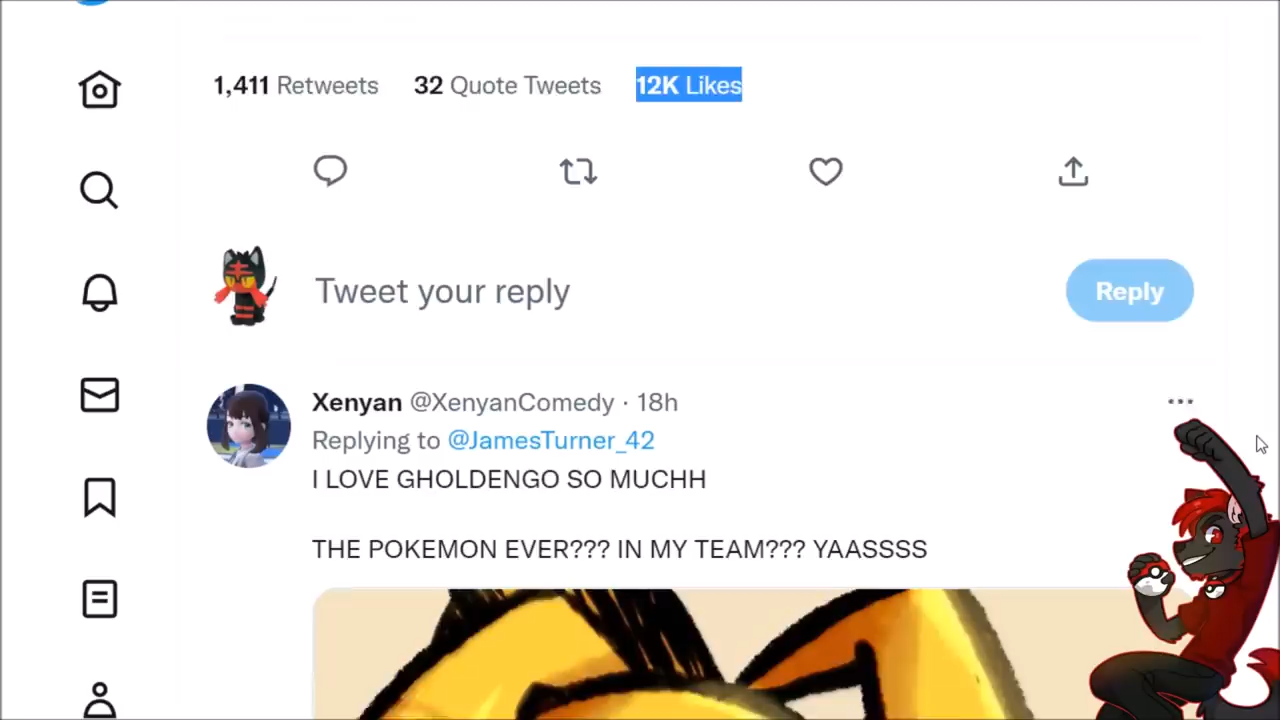 1,411 Retweets 32 Quote Tweets 12K Likes
Tweet your reply
Reply
Xenyan @XenyanComedy · 18h
Replying to @JamesTurner_42
I LOVE GHOLDENGO SO MUCHH
THE POKEMON EVER??? IN MY TEAM??? YAASSSS